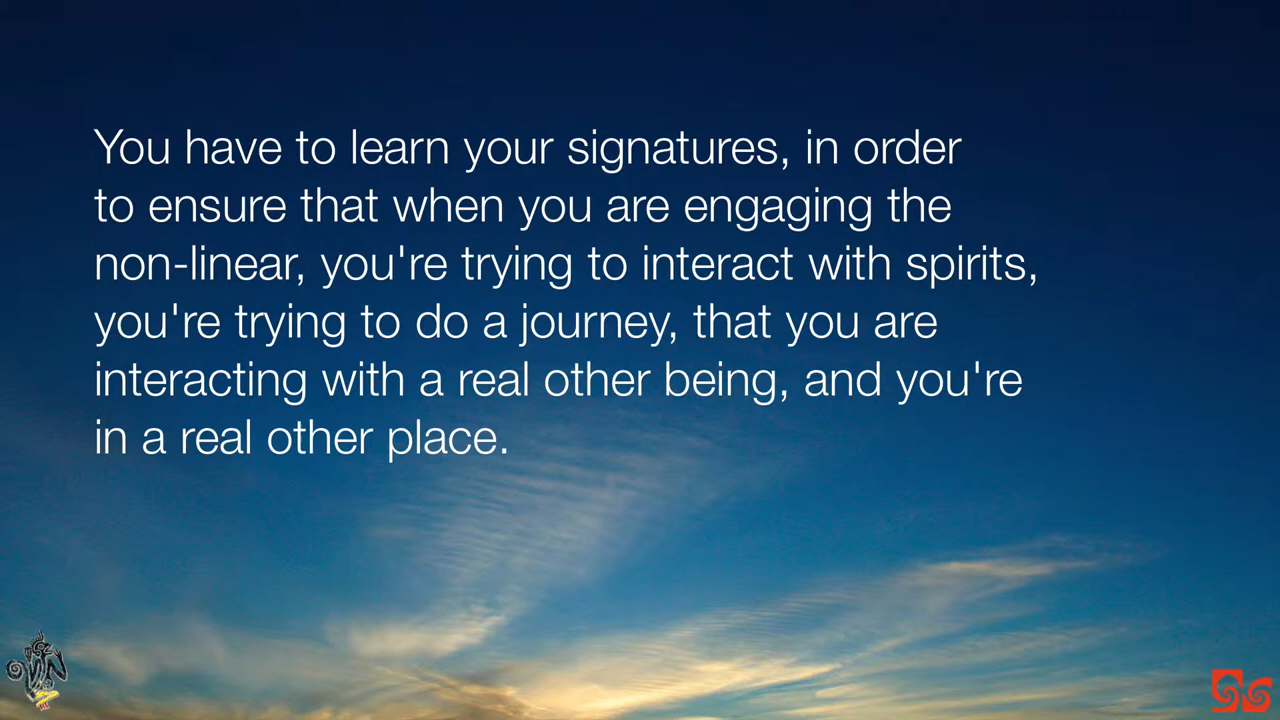 You have to learn your signatures, in order
to ensure that when you are engaging the
non-linear, you're trying to interact with spirits,
you're trying to do a journey, that you are
interacting with a real other being, and you're
in a real other place.